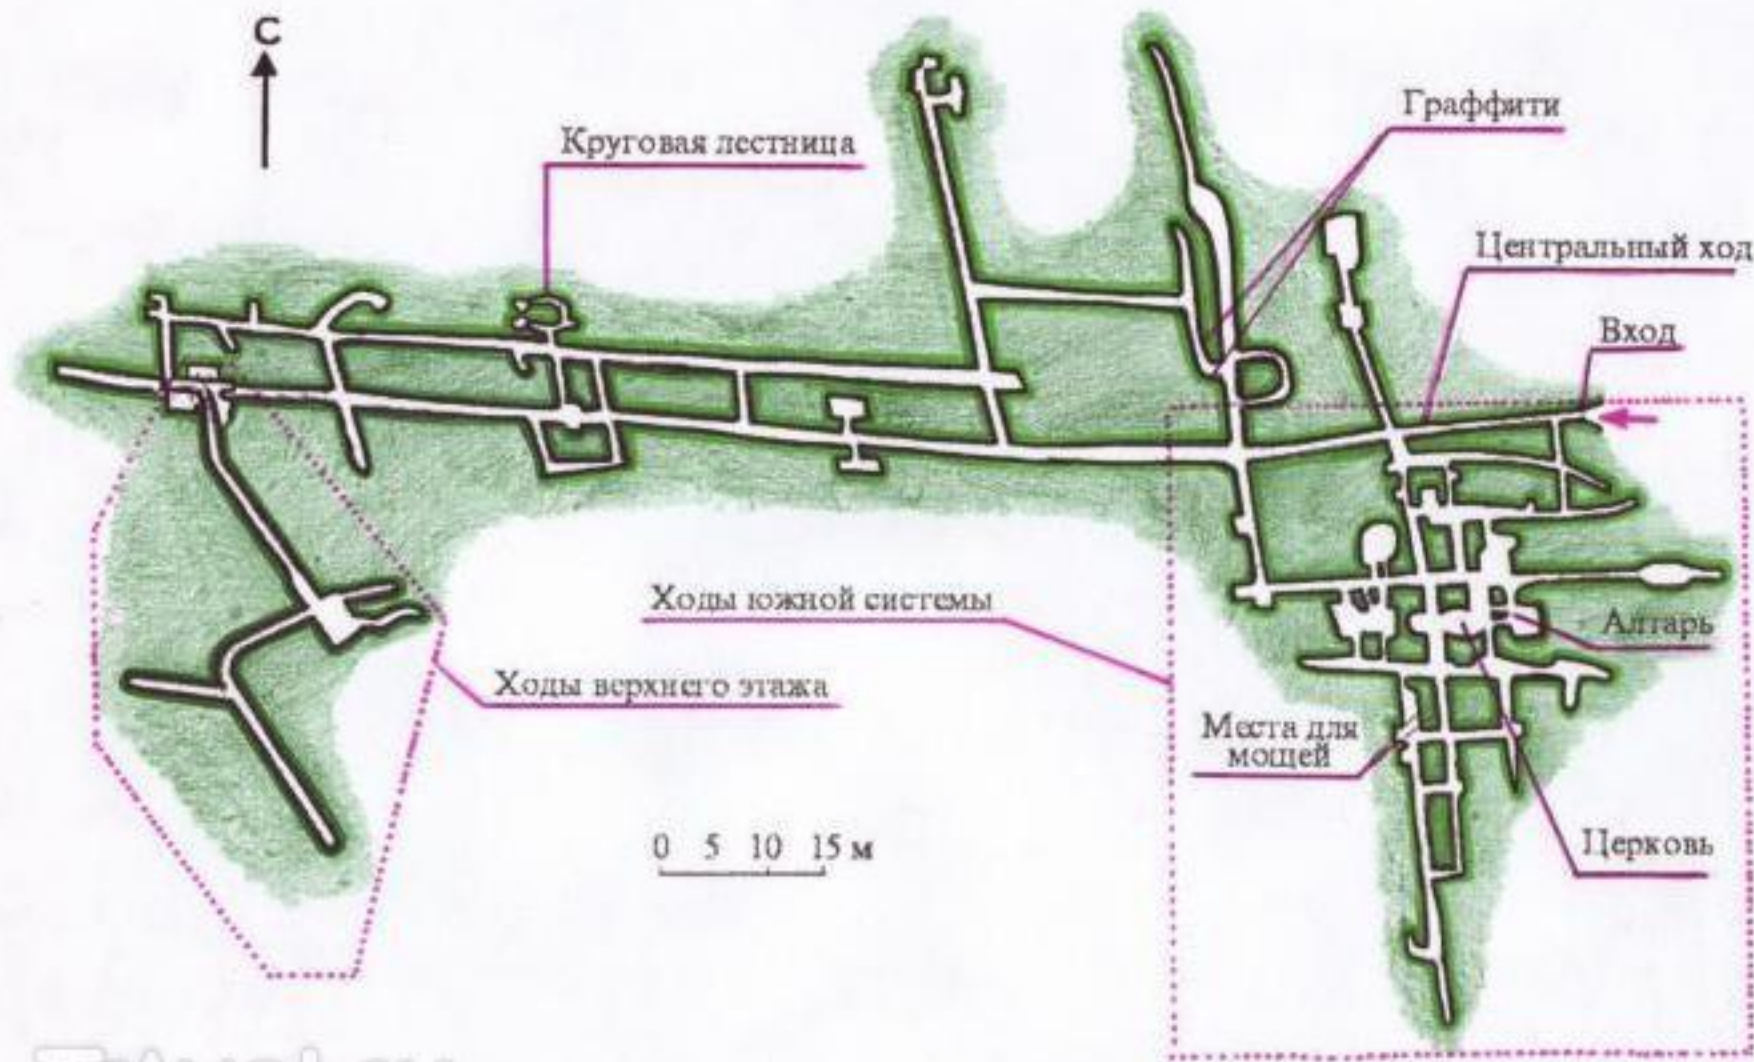 С
Граффити
Круговая лестница
Центральный ход
Вход
Ходы южной системы
Алтарь
Ходы верхнего этажа
Места для
мощей
0 5 10 15 м
Церковь